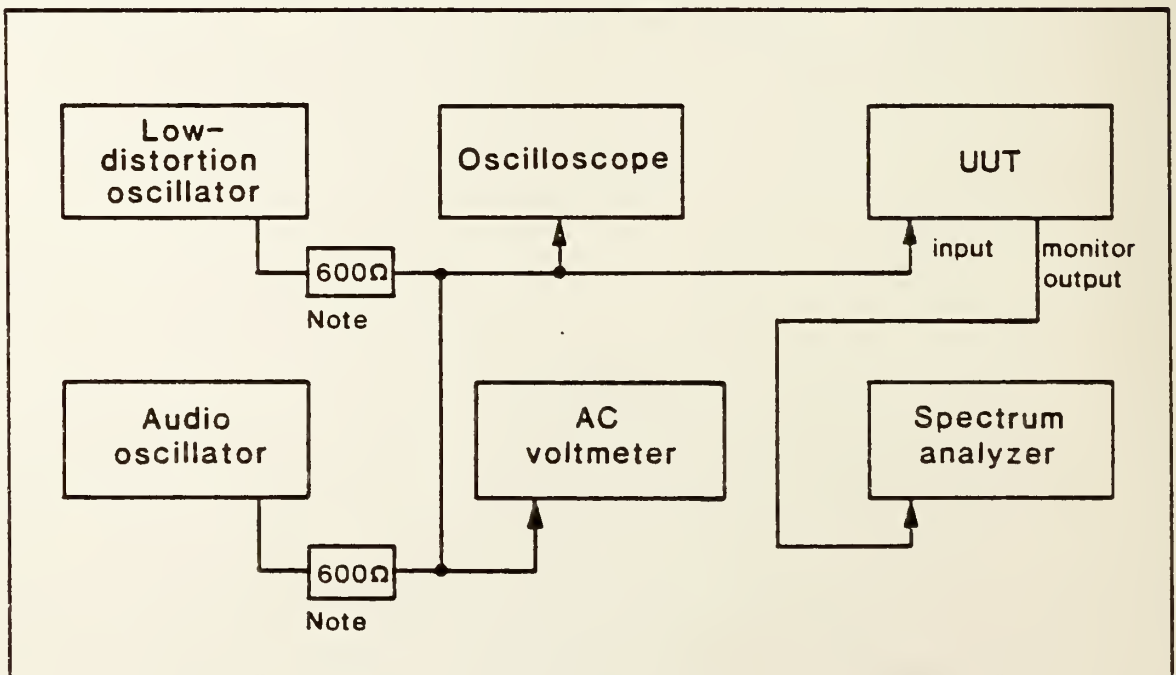 Low-
distortion
oscillator
Oscilloscope
UUT
input
monitor
output
600Ω
Note
Audio
oscillator
AC
voltmeter
Spectrum
analyzer
600Ω
Note